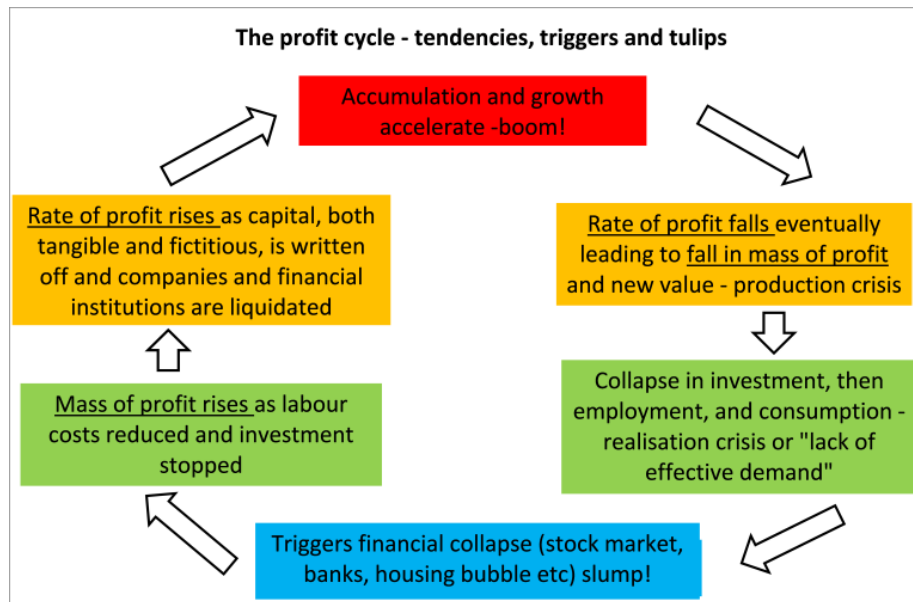 The profit cycle - tendencies, triggers and tulips
Accumulation and growth
accelerate -boom!
Rate of profit falls eventually
leading to fall in mass of profit
and new value - production crisis
Collapse in investment, then
employment, and consumption -
realisation crisis or "lack of
effective demand"
Triggers financial collapse (stock market,
banks, housing bubble etc) slump!
Mass of profit rises as labour
costs reduced and investment
stopped
Rate of profit rises as capital, both
tangible and fictitious, is written
off and companies and financial
institutions are liquidated